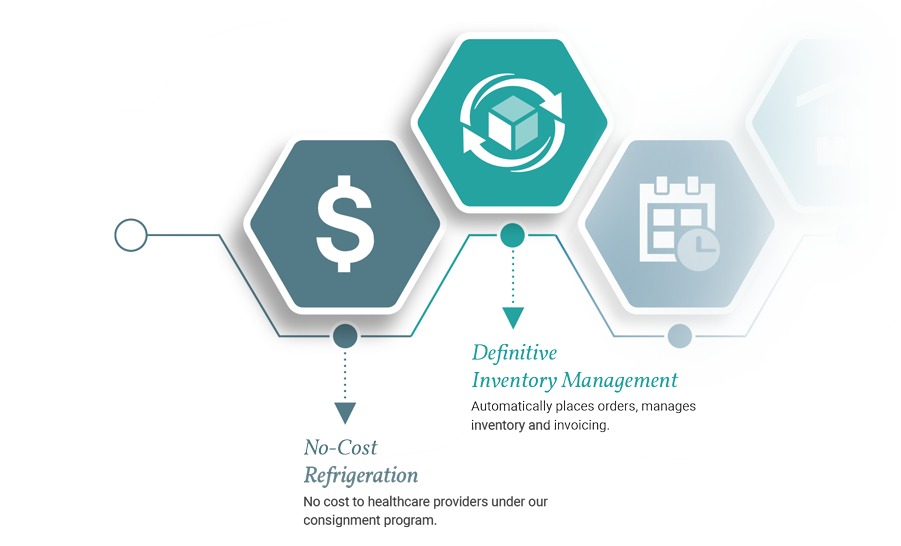 $
Definitive
Inventory Management
Automatically places orders, manages
inventory and invoicing.
No-Cost
Refrigeration
No cost to healthcare providers under our
consignment program.